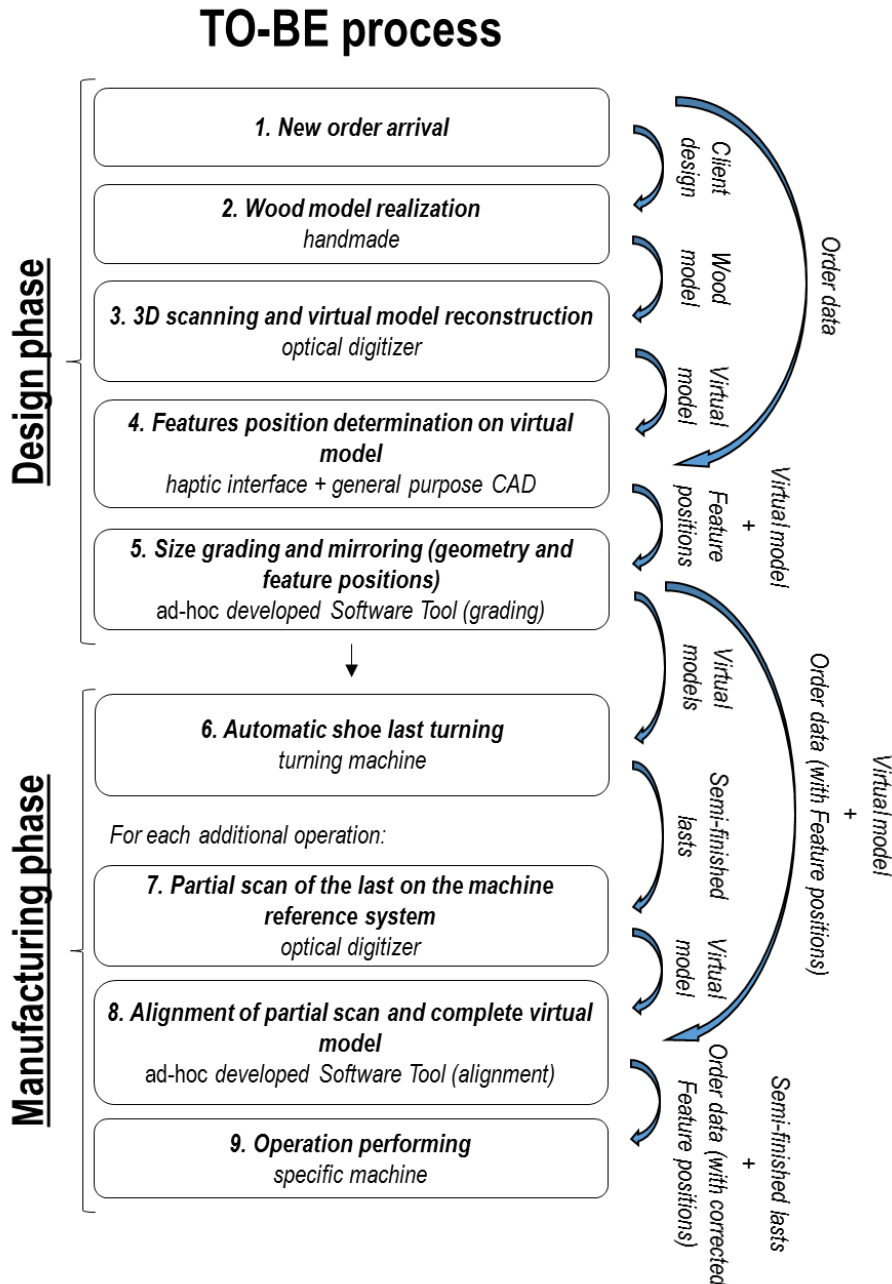 TO-BE process
Design phase
1. New order arrival
2. Wood model realization
handmade
3. 3D scanning and virtual model reconstruction
optical digitizer
4. Features position determination on virtual
model
haptic interface + general purpose CAD
5. Size grading and mirroring (geometry and
feature positions)
ad-hoc developed Software Tool (grading)
Client
design
Wood
model
Virtual
model
Order data
Virtual model
+
Feature
positions
Manufacturing phase
6. Automatic shoe last turning
turning machine
For each additional operation:
7. Partial scan of the last on the machine
reference system
optical digitizer
8. Alignment of partial scan and complete virtual
model
ad-hoc developed Software Tool (alignment)
9. Operation performing
specific machine
Virtual
models
Semi-finished
lasts
Virtual
model
Virtual model
+
Order data (with Feature positions)
Semi-finished lasts
+
Order data (with corrected
Feature positions)